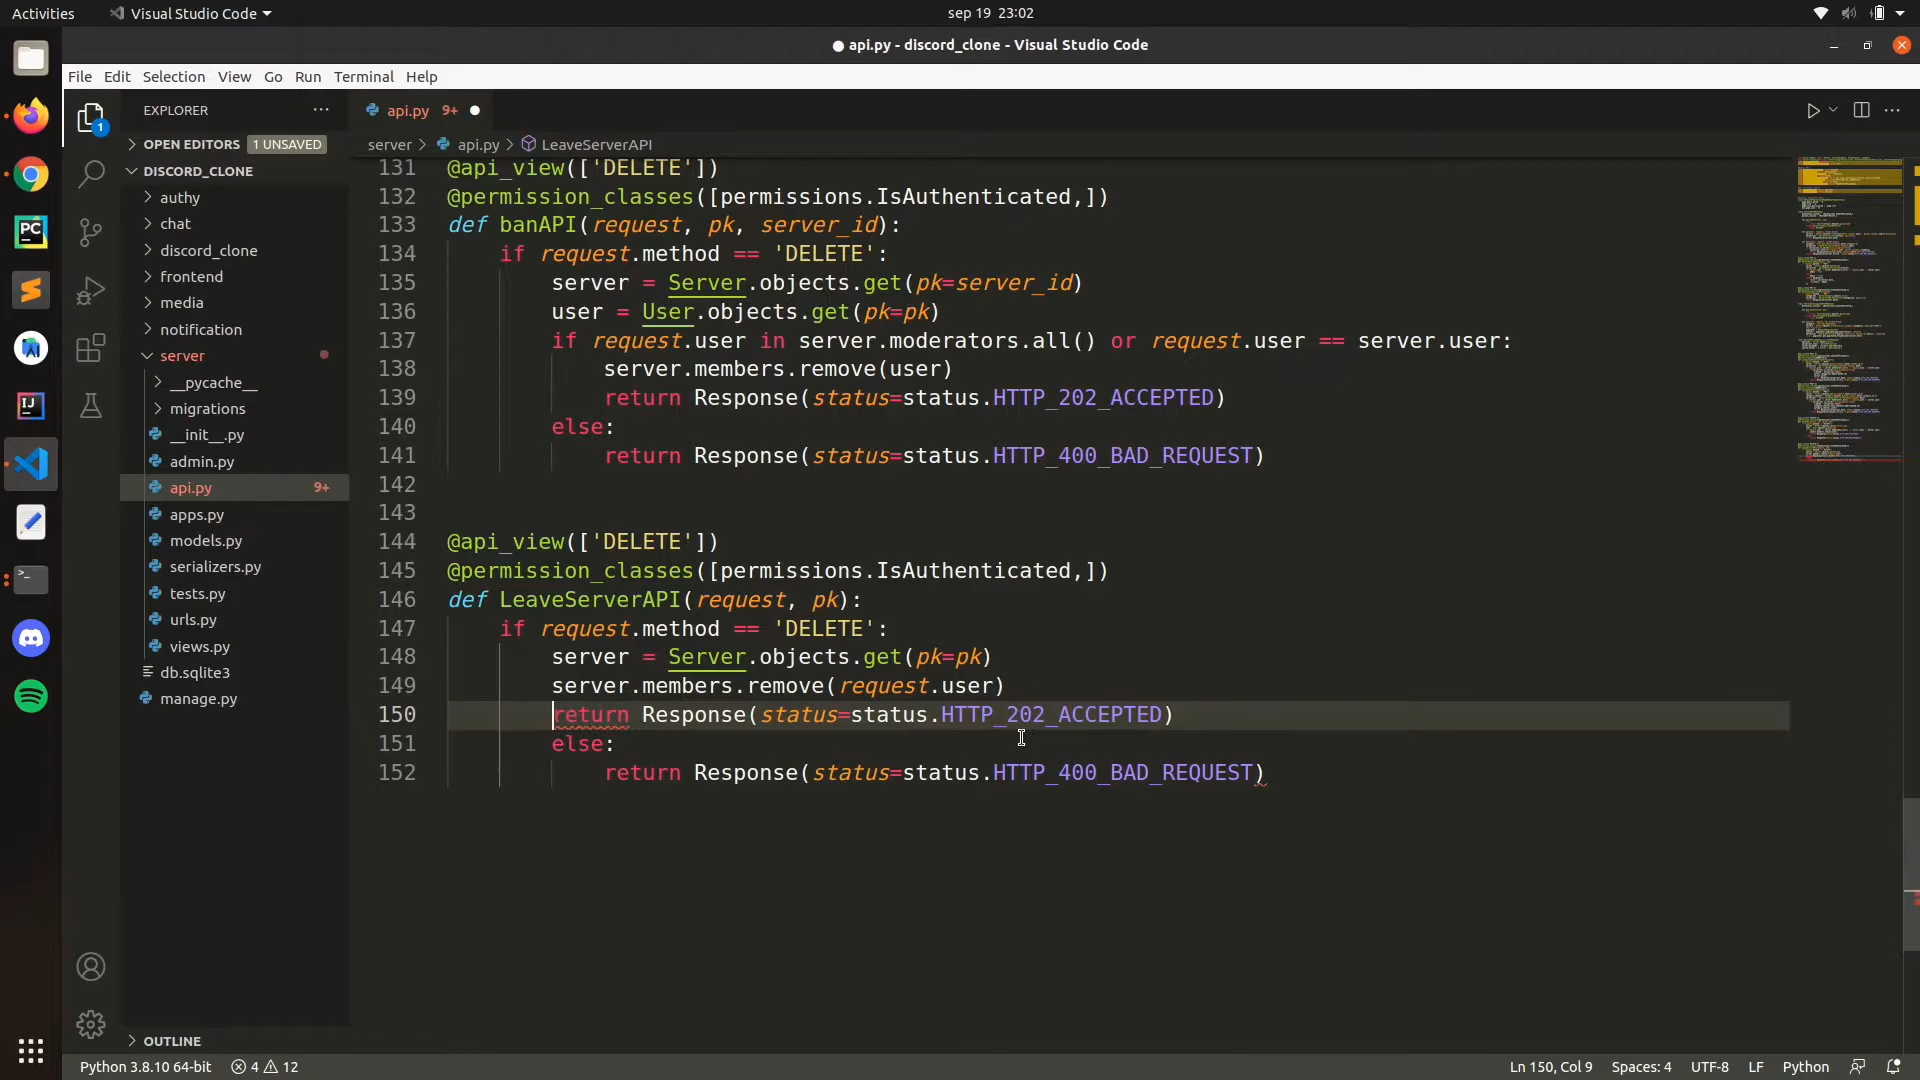 Activities
Visual Studio Code
sep 19 23:02
api.py - discord_clone - Visual Studio Code
File Edit Selection View Go Run Terminal Help
EXPLORER
api.py 9+
OPEN EDITORS 1 UNSAVED
server > api.py > LeaveServerAPI
DISCORD_CLONE
authy
chat
discord_clone
frontend
media
notification
server
__pycache__
migrations
__init__.py
admin.py
api.py 9+
apps.py
models.py
serializers.py
tests.py
urls.py
views.py
db.sqlite3
manage.py
OUTLINE
1
131 @api_view(['DELETE'])
132 @permission_classes([permissions.IsAuthenticated,])
133 def banAPI(request, pk, server_id):
134 if request.method == 'DELETE':
135 server = Server.objects.get(pk=server_id)
136 user = User.objects.get(pk=pk)
137 if request.user in server.moderators.all() or request.user == server.user:
138 server.members.remove(user)
139 return Response(status=status.HTTP_202_ACCEPTED)
140 else:
141 return Response(status=status.HTTP_400_BAD_REQUEST)
142
143
144 @api_view(['DELETE'])
145 @permission_classes([permissions.IsAuthenticated,])
146 def LeaveServerAPI(request, pk):
147 if request.method == 'DELETE':
148 server = Server.objects.get(pk=pk)
149 server.members.remove(request.user)
150 return Response(status=status.HTTP_202_ACCEPTED)
151 else:
152 return Response(status=status.HTTP_400_BAD_REQUEST)
PC
IJ
Python 3.8.10 64-bit 4 12
Ln 150, Col 9 Spaces: 4 UTF-8 LF Python